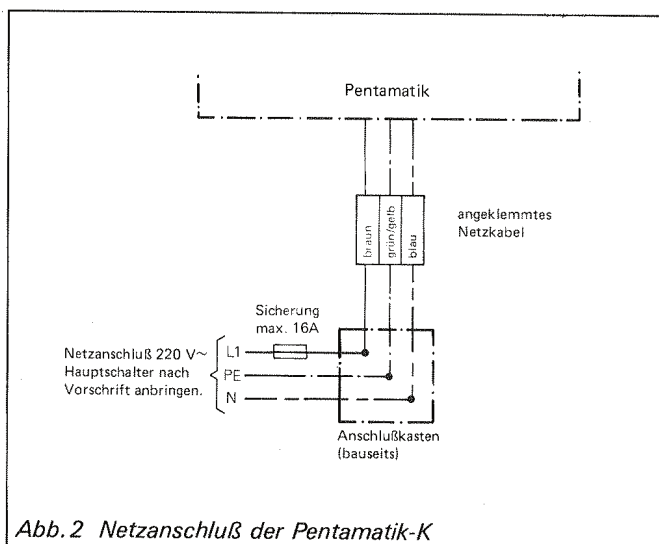 Pentamatik
braun
grün/gelb
blau
angeklemmtes
Netzkabel
Sicherung
max. 16A
Netzanschluß 220 V~
Hauptschalter nach
Vorschrift anbringen.
L1
PE
N
Anschlußkasten
(bauseits)
Abb.2 Netzanschluß der Pentamatik-K